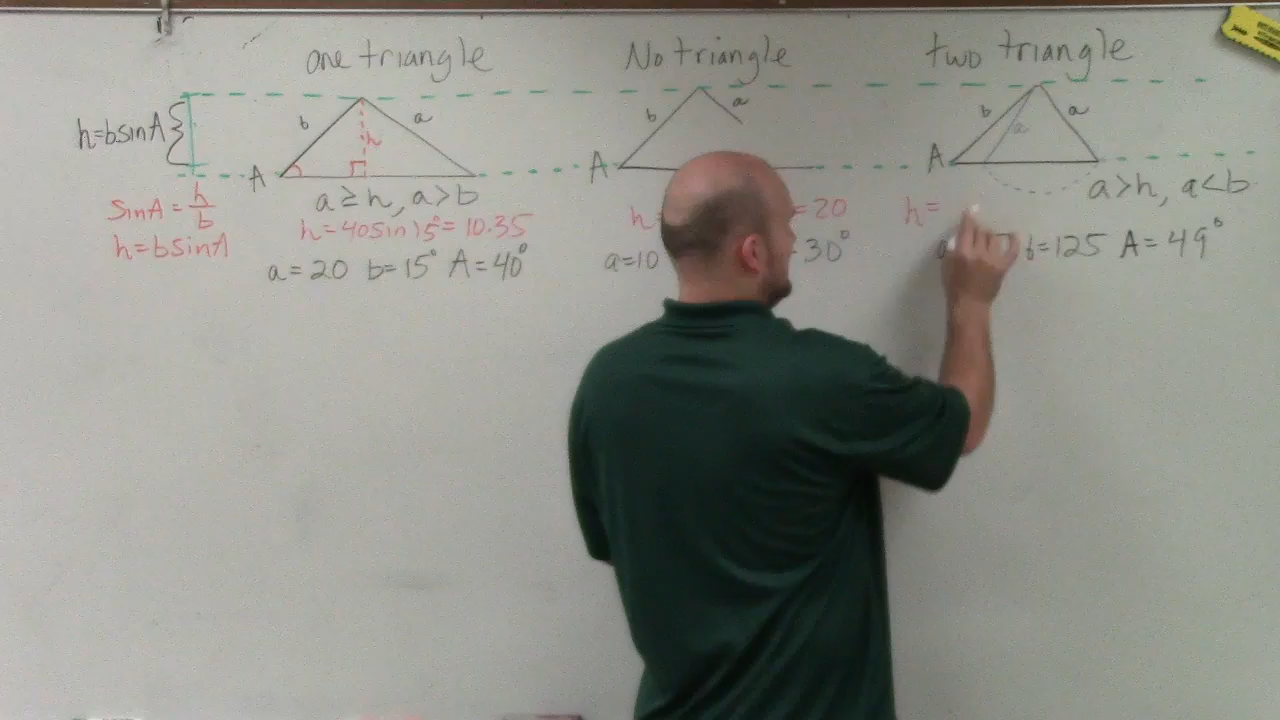 one triangle
No triangle
two triangle
h=bsinA
b
a
h
A
a≥h, a>b
sinA = h/b
h=bsinA
h=40sin15°=10.35
a=20 b=15° A=40°
b
a
A
=20
a=10
30°
b
a
a
A
a>h, a<b
h=
b=125 A=49°